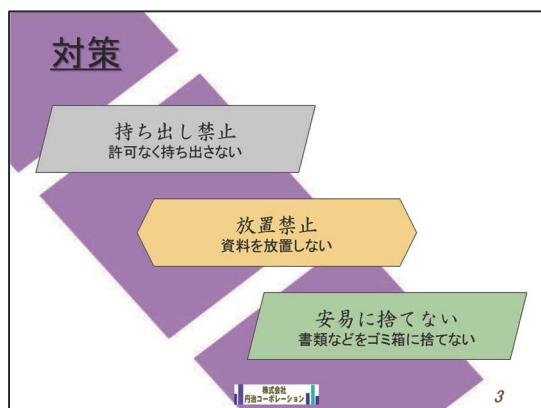 対策
持ち出し禁止
許可なく持ち出さない
放置禁止
資料を放置しない
安易に捨てない
書類などをゴミ箱に捨てない
株式会社
丹治コーポレーション
3